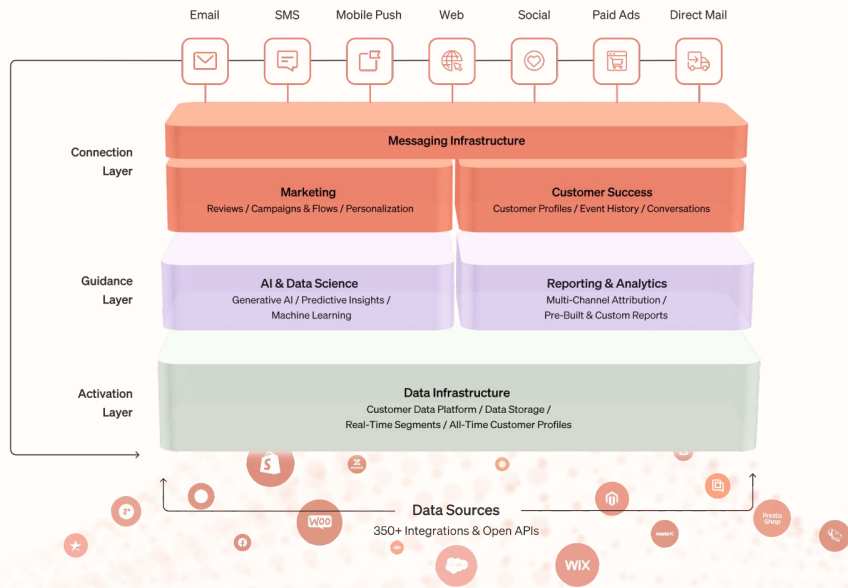 Email
SMS
Mobile Push
Web
Social
Paid Ads
Direct Mail
Connection
Layer
Messaging Infrastructure
Marketing
Reviews / Campaigns & Flows / Personalization
Customer Success
Customer Profiles / Event History / Conversations
Guidance
Layer
AI & Data Science
Generative AI / Predictive Insights /
Machine Learning
Reporting & Analytics
Multi-Channel Attribution /
Pre-Built & Custom Reports
Activation
Layer
Data Infrastructure
Customer Data Platform / Data Storage /
Real-Time Segments / All-Time Customer Profiles
Data Sources
350+ Integrations & Open APIs
WOO
Presto
Shop
WiX